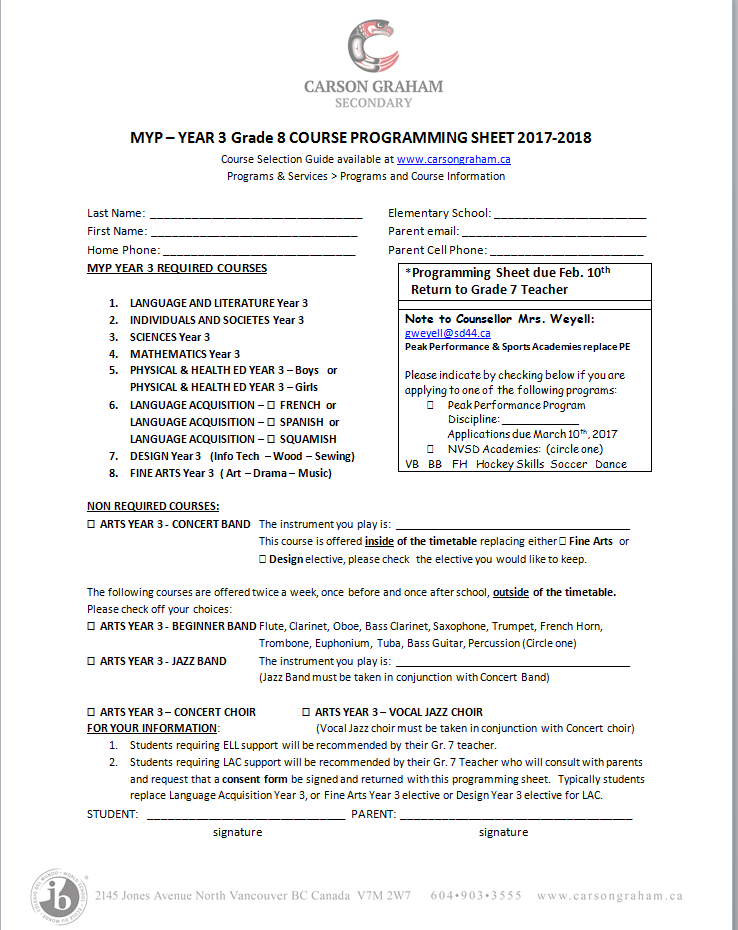 CARSON GRAHAM
SECONDARY
MYP – YEAR 3 Grade 8 COURSE PROGRAMMING SHEET 2017-2018
Course Selection Guide available at www.carsongraham.ca
Programs & Services > Programs and Course Information
Last Name: ________________________________ Elementary School: _______________________
First Name: _______________________________ Parent email: ____________________________
Home Phone: _____________________________ Parent Cell Phone: _______________________
MYP YEAR 3 REQUIRED COURSES
1. LANGUAGE AND LITERATURE Year 3
2. INDIVIDUALS AND SOCIETES Year 3
3. SCIENCES Year 3
4. MATHEMATICS Year 3
5. PHYSICAL & HEALTH ED YEAR 3 – Boys or
PHYSICAL & HEALTH ED YEAR 3 – Girls
6. LANGUAGE ACQUISITION – □ FRENCH or
LANGUAGE ACQUISITION – □ SPANISH or
LANGUAGE ACQUISITION – □ SQUAMISH
7. DESIGN Year 3 (Info Tech – Wood – Sewing)
8. FINE ARTS Year 3 ( Art – Drama – Music)
*Programming Sheet due Feb. 10th
Return to Grade 7 Teacher
Note to Counsellor Mrs. Weyell:
gweyell@sd44.ca
Peak Performance & Sports Academies replace PE
Please indicate by checking below if you are
applying to one of the following programs:
□ Peak Performance Program
Discipline: ________________
Applications due March 10th, 2017
□ NVSD Academies: (circle one)
VB BB FH Hockey Skills Soccer Dance
NON REQUIRED COURSES:
□ ARTS YEAR 3 - CONCERT BAND The instrument you play is: ___________________________________
This course is offered inside of the timetable replacing either □ Fine Arts or
□ Design elective, please check the elective you would like to keep.
The following courses are offered twice a week, once before and once after school, outside of the timetable.
Please check off your choices:
□ ARTS YEAR 3 - BEGINNER BAND Flute, Clarinet, Oboe, Bass Clarinet, Saxophone, Trumpet, French Horn,
Trombone, Euphonium, Tuba, Bass Guitar, Percussion (Circle one)
□ ARTS YEAR 3 - JAZZ BAND The instrument you play is: ___________________________________
(Jazz Band must be taken in conjunction with Concert Band)
□ ARTS YEAR 3 – CONCERT CHOIR □ ARTS YEAR 3 – VOCAL JAZZ CHOIR
FOR YOUR INFORMATION: (Vocal Jazz choir must be taken in conjunction with Concert choir)
1. Students requiring ELL support will be recommended by their Gr. 7 teacher.
2. Students requiring LAC support will be recommended by their Gr. 7 Teacher who will consult with parents
and request that a consent form be signed and returned with this programming sheet. Typically students
replace Language Acquisition Year 3, or Fine Arts Year 3 elective or Design Year 3 elective for LAC.
STUDENT: ______________________________ PARENT: ___________________________________
signature signature
ib
2145 Jones Avenue North Vancouver BC Canada V7M 2W7 604•903•3555 www.carsongraham.ca